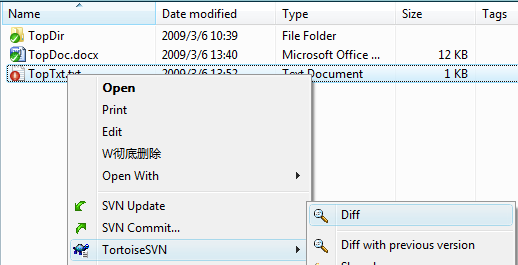 Name Date modified Type Size Tags
TopDir 2009/3/6 10:39 File Folder
TopDoc.docx 2009/3/6 13:40 Microsoft Office ... 12 KB
TopTxt.txt 2009/3/6 13:52 Text Document 1 KB
Open
Print
Edit
W彻底删除
Open With
SVN Update
SVN Commit...
TortoiseSVN
Diff
Diff with previous version